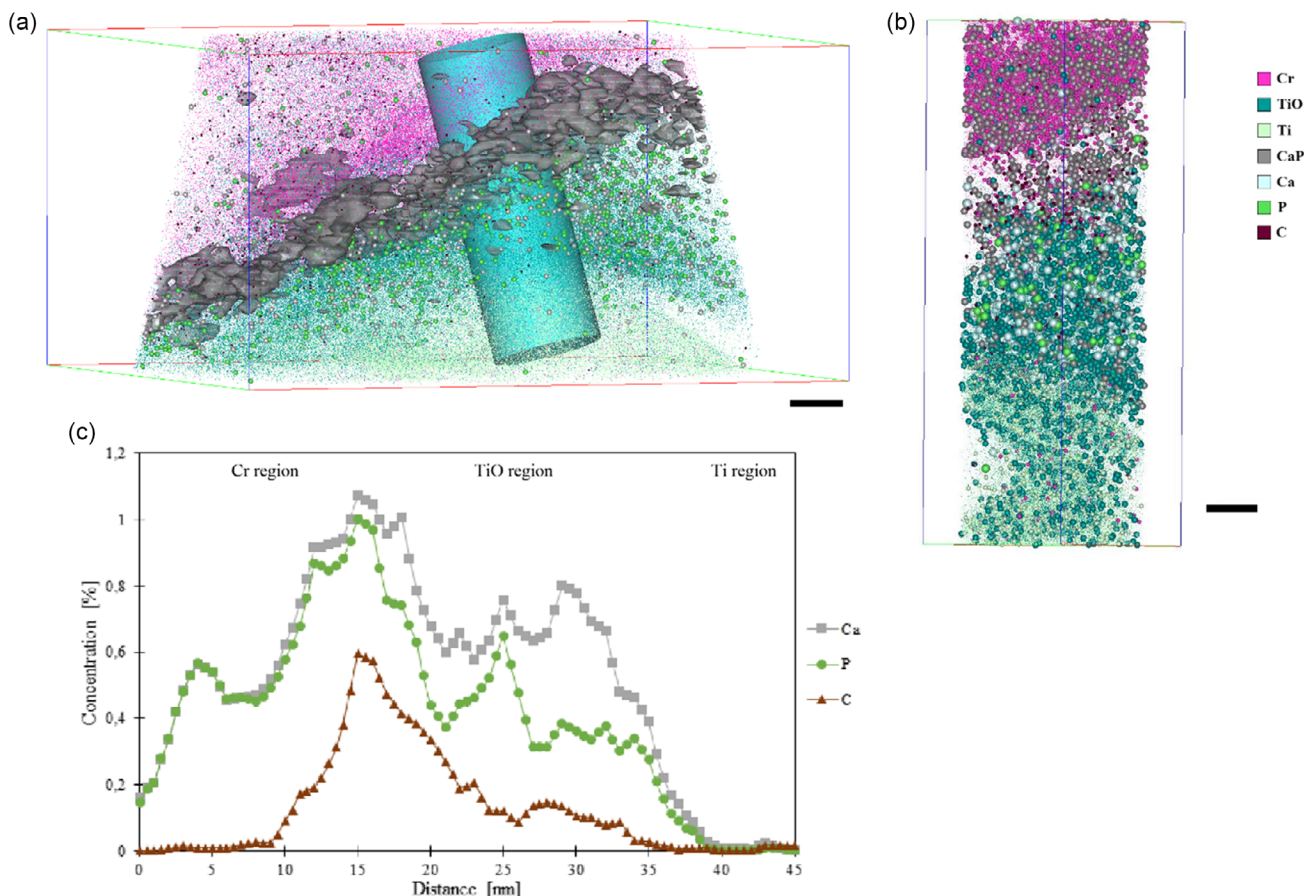 (a)
(b)
Cr
TiO
Ti
CaP
Ca
P
C
(c)
Cr region
TiO region
Ti region
1,2
1
0,8
0,6
0,4
0,2
0
Concentration [%]
0
5
10
15
20
25
30
35
40
45
Distance [nm]
Ca
P
C